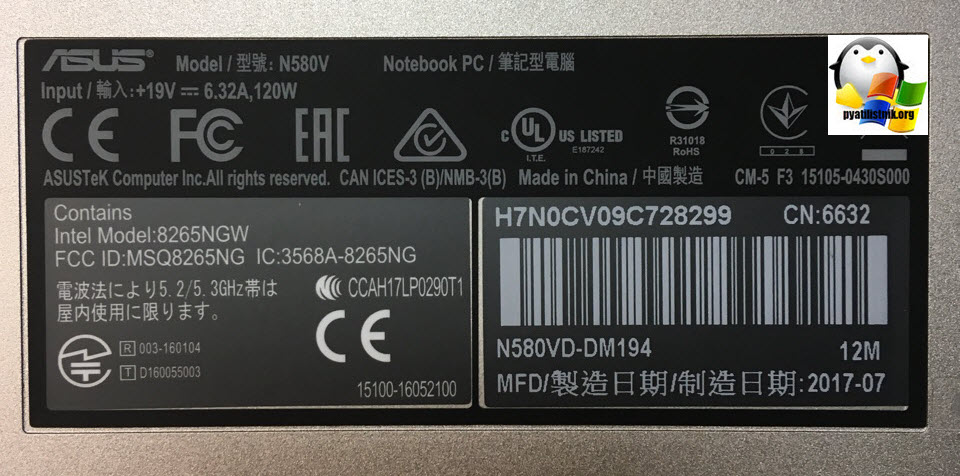 ASUS Model / 型號: N580V Notebook PC / 筆記型電腦
Input / 輸入:+19V ⎓ 6.32A,120W
pyatilistnik.org
CE FC EAC c UL US LISTED
I.T.E. E187242
R31018
RoHS
028
ASUSTeK Computer Inc.All rights reserved. CAN ICES-3 (B)/NMB-3(B) Made in China / 中國製造 CM-5 F3 15105-0430S000
Contains
Intel Model:8265NGW
FCC ID:MSQ8265NG IC:3568A-8265NG
電波法により5.2/5.3GHz帯は
屋内使用に限ります。
CCAH17LP0290T1
CE
R 003-160104
T D160055003
15100-16052100
H7N0CV09C728299 CN:6632
N580VD-DM194 12M
MFD/製造日期/制造日期:2017-07